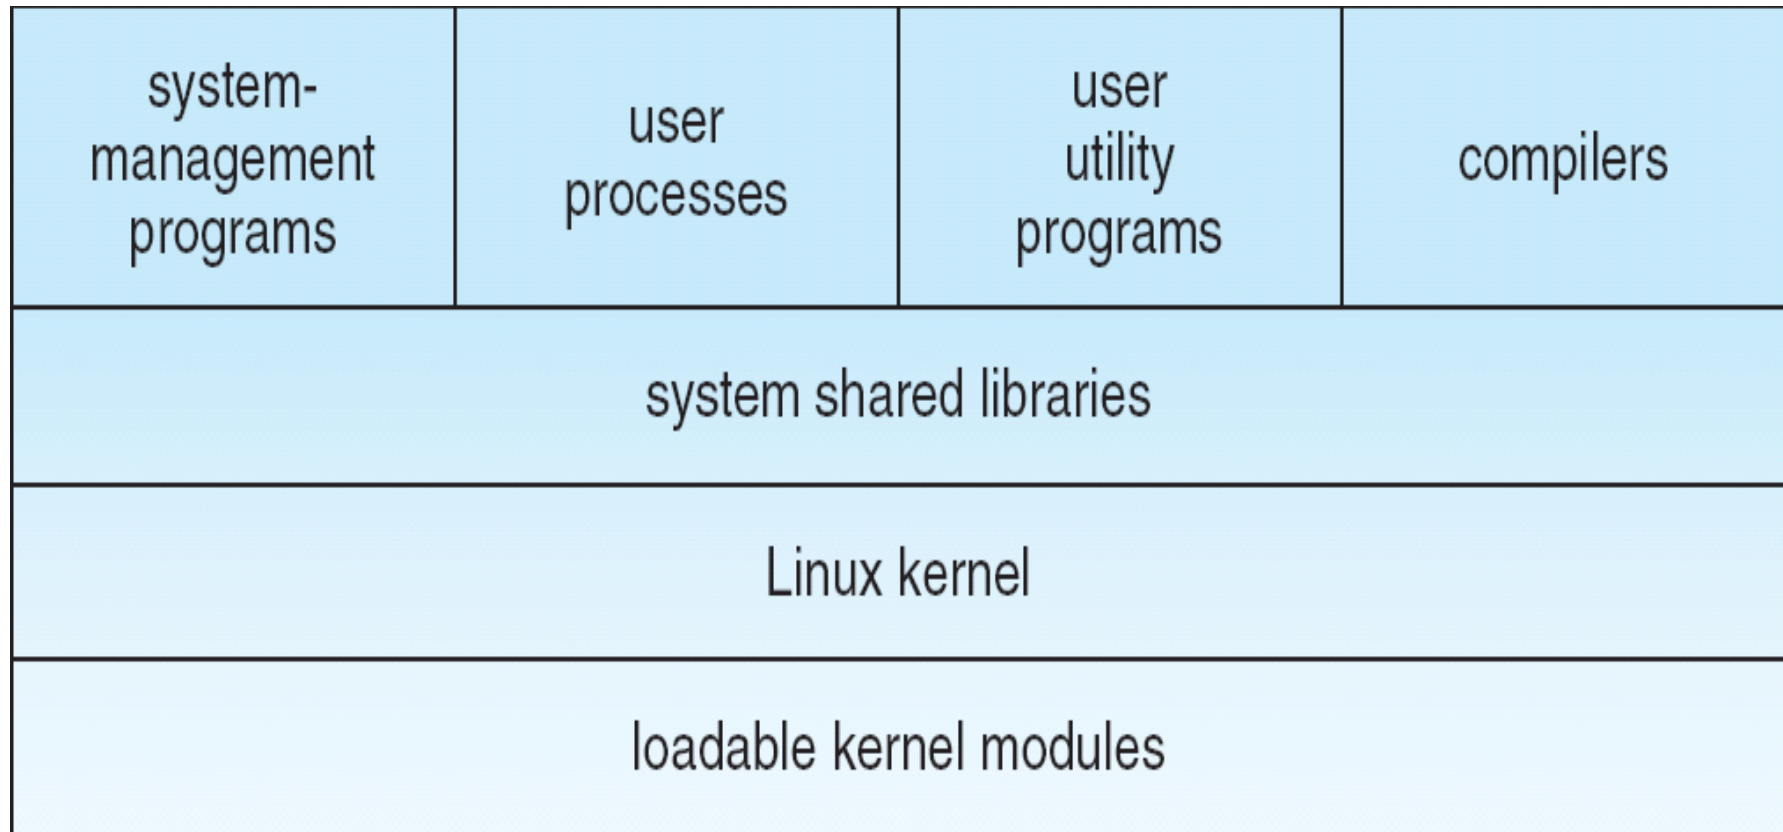 system-
management
programs
user
processes
user
utility
programs
compilers
system shared libraries
Linux kernel
loadable kernel modules